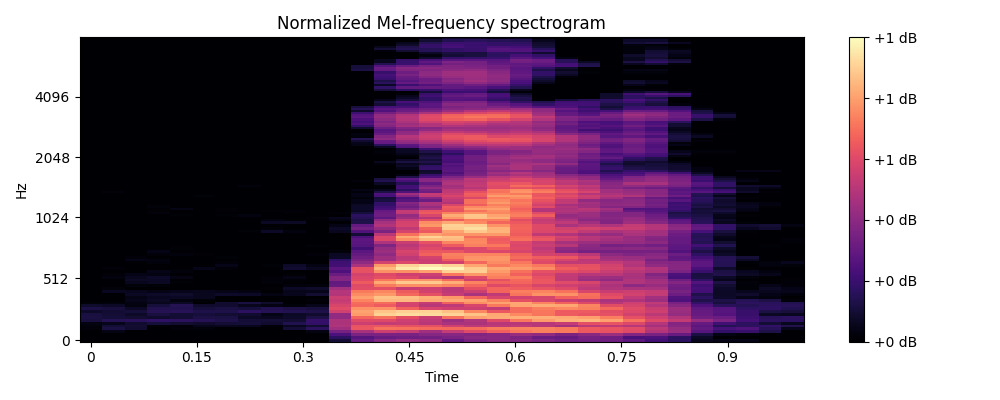 Normalized Mel-frequency spectrogram
Hz
4096
2048
1024
512
0
0 0.15 0.3 0.45 0.6 0.75 0.9
Time
+1 dB
+1 dB
+1 dB
+0 dB
+0 dB
+0 dB